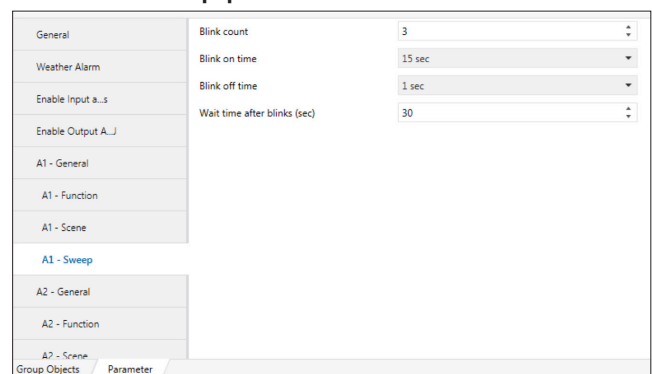 General
Weather Alarm
Enable Input a...s
Enable Output A...J
A1 - General
A1 - Function
A1 - Scene
A1 - Sweep
A2 - General
A2 - Function
A2 - Scene
Blink count 3
Blink on time 15 sec
Blink off time 1 sec
Wait time after blinks (sec) 30
Group Objects Parameter